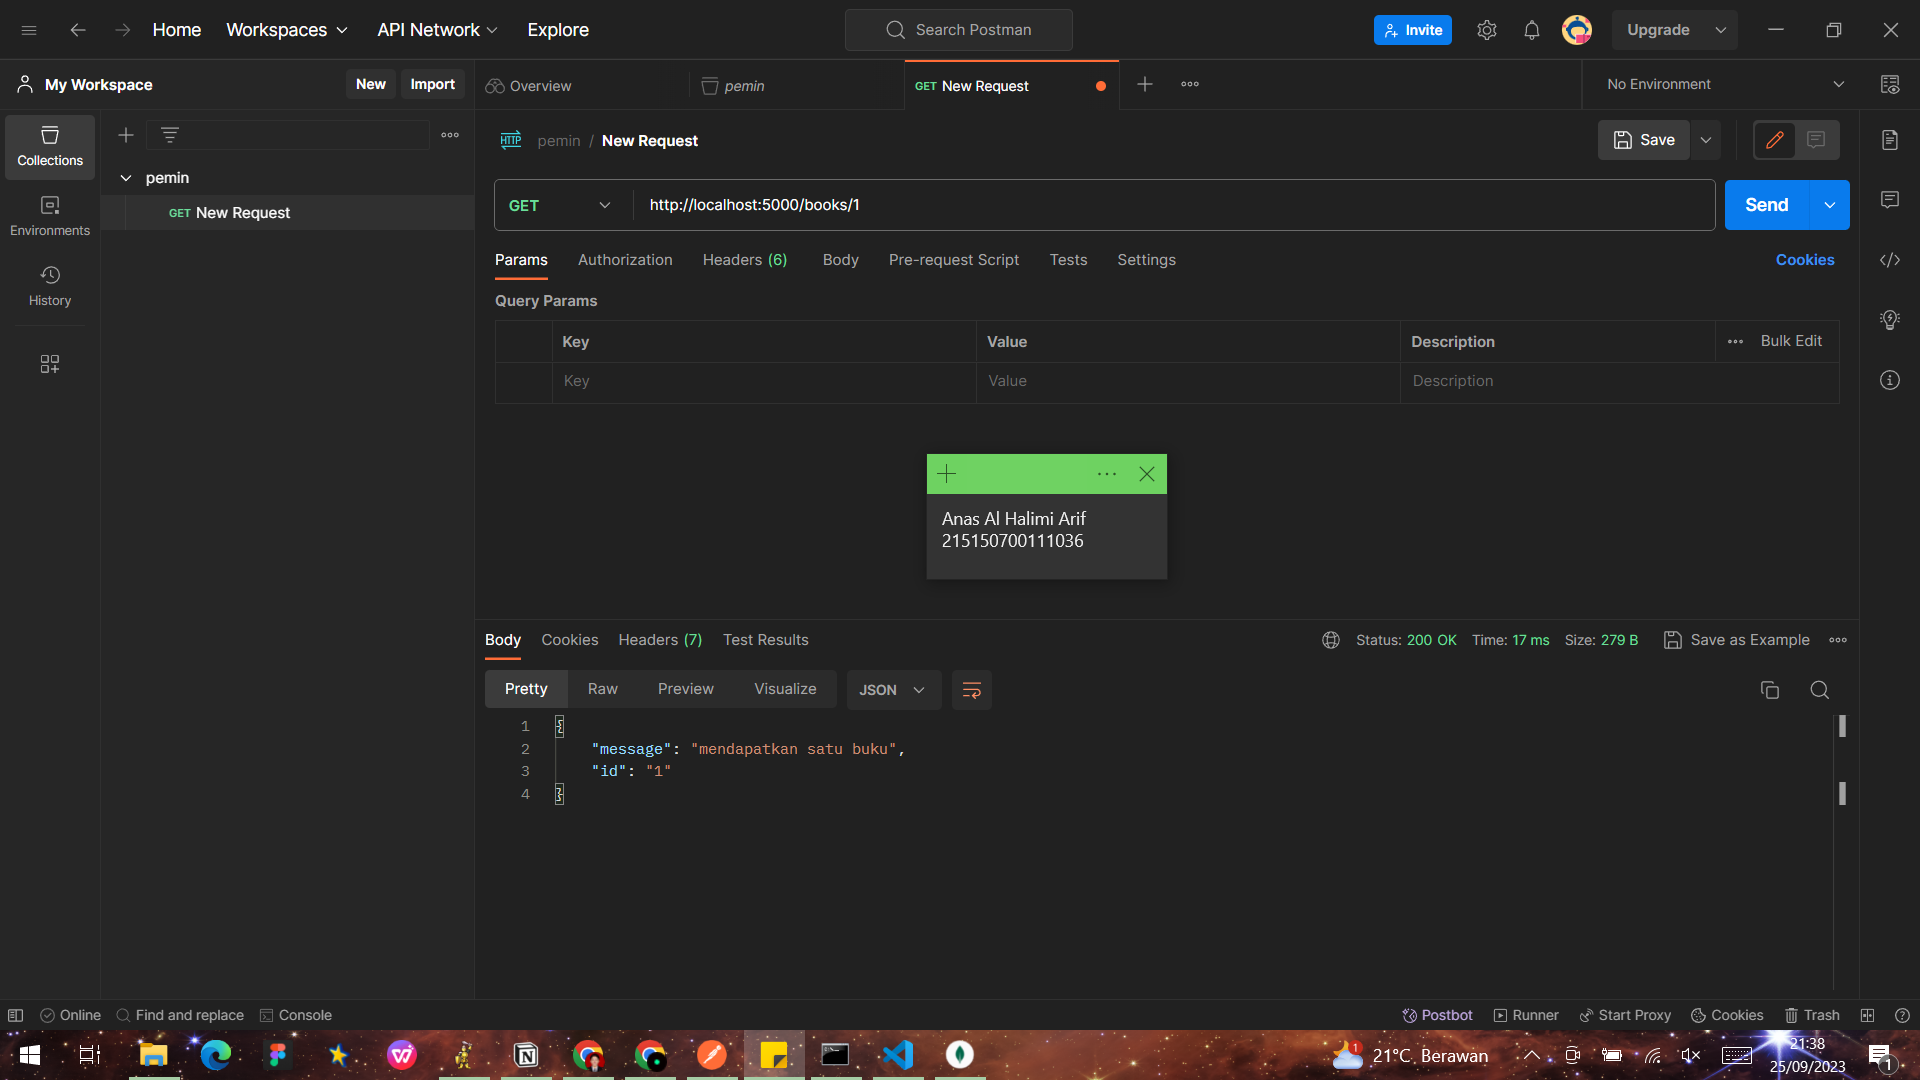 Home Workspaces API Network Explore Search Postman Invite Upgrade
My Workspace New Import Overview pemin GET New Request No Environment
Collections
Environments
History
pemin
GET New Request
HTTP pemin / New Request Save
GET http://localhost:5000/books/1 Send
Params Authorization Headers (6) Body Pre-request Script Tests Settings Cookies
Query Params
Key Value Description Bulk Edit
Key Value Description
Anas Al Halimi Arif
215150700111036
Body Cookies Headers (7) Test Results Status: 200 OK Time: 17 ms Size: 279 B Save as Example
Pretty Raw Preview Visualize JSON
1 {
2 "message": "mendapatkan satu buku",
3 "id": "1"
4 }
Online Find and replace Console Postbot Runner Start Proxy Cookies Trash
1 21°C Berawan 21:38
25/09/2023 1